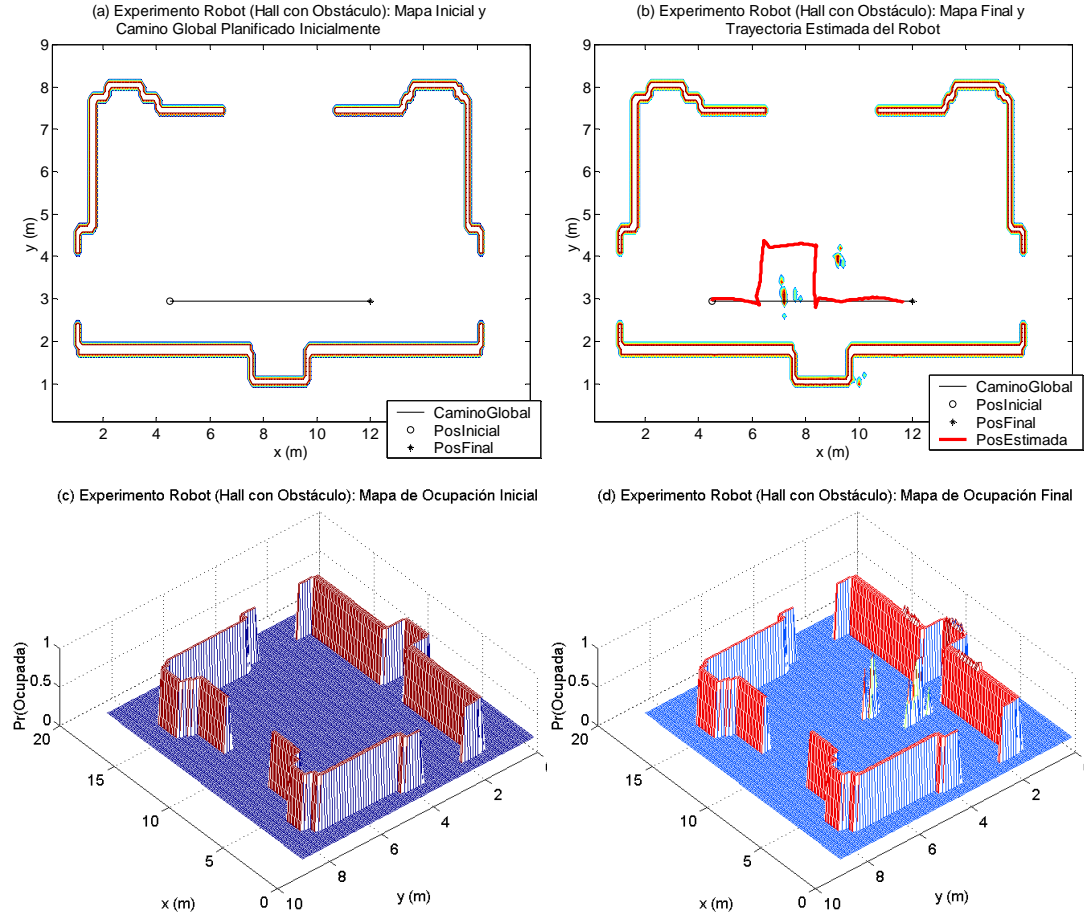 (a) Experimento Robot (Hall con Obstáculo): Mapa Inicial y
Camino Global Planificado Inicialmente
9
8
7
6
5
4
3
2
1
y (m)
2
4
6
8
10
12
x (m)
CaminoGlobal
PosInicial
PosFinal
(b) Experimento Robot (Hall con Obstáculo): Mapa Final y
Trayectoria Estimada del Robot
9
8
7
6
5
4
3
2
1
y (m)
2
4
6
8
10
12
x (m)
CaminoGlobal
PosInicial
PosFinal
PosEstimada
(c) Experimento Robot (Hall con Obstáculo): Mapa de Ocupación Inicial
Pr(Ocupada)
1
0.5
0
20
15
10
5
0
x (m)
10
8
6
4
2
y (m)
(d) Experimento Robot (Hall con Obstáculo): Mapa de Ocupación Final
Pr(Ocupada)
1
0.5
0
20
15
10
5
0
x (m)
10
8
6
4
2
y (m)